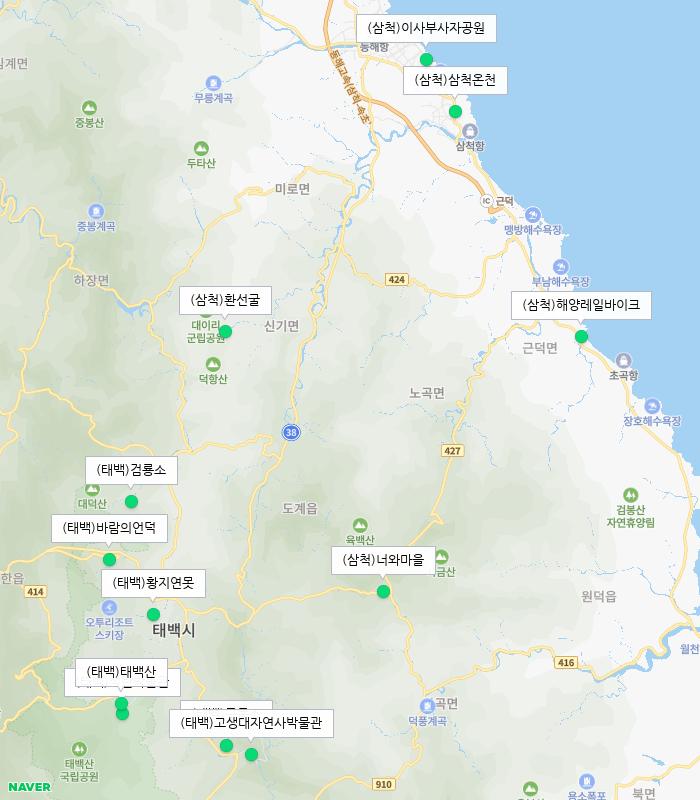 (삼척)이사부사자공원
동해항
임계면
(삼척)삼척온천
동해고속(삼척-속초)
무릉계곡
중봉산
삼척항
두타산
미로면
IC 근덕
중봉계곡
맹방해수욕장
하장면
424
부남해수욕장
(삼척)환선굴
(삼척)해양레일바이크
대이리
군립공원
신기면
근덕면
덕항산
초곡항
노곡면
장호해수욕장
38
427
(태백)검룡소
대덕산
검봉산
자연휴양림
도계읍
(태백)바람의언덕
육백산
(삼척)너와마을
(태백)황지연못
414
원덕읍
오투리조트
스키장
태백시
월천
416
(태백)태백산
(태백)고생대자연사박물관
덕풍계곡
태백산
국립공원
910
용소폭포
북면
NAVER